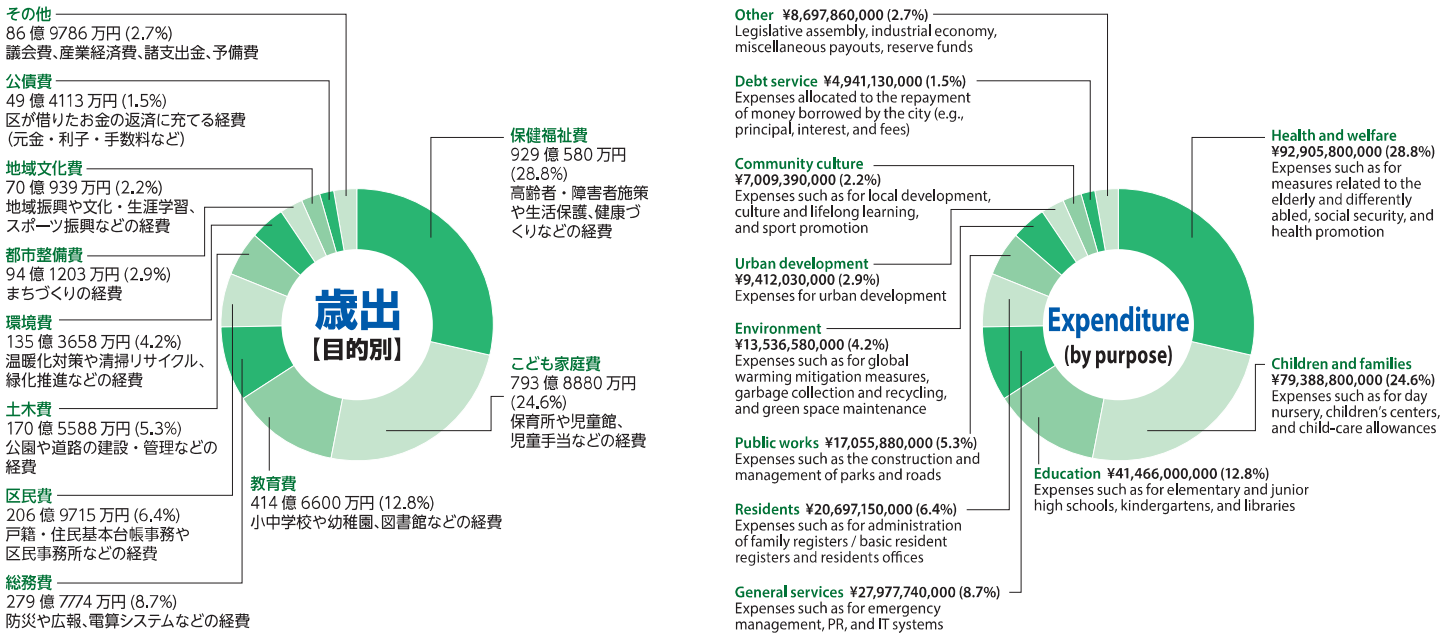 その他
86 億 9786 万円 (2.7%)
議会費、産業経済費、諸支出金、予備費
公債費
49 億 4113 万円 (1.5%)
区が借りたお金の返済に充てる経費
(元金・利子・手数料など)
地域文化費
70 億 939 万円 (2.2%)
地域振興や文化・生涯学習、
スポーツ振興などの経費
都市整備費
94 億 1203 万円 (2.9%)
まちづくりの経費
環境費
135 億 3658 万円 (4.2%)
温暖化対策や清掃リサイクル、
緑化推進などの経費
土木費
170 億 5588 万円 (5.3%)
公園や道路の建設・管理などの
経費
区民費
206 億 9715 万円 (6.4%)
戸籍・住民基本台帳事務や
区民事務所などの経費
総務費
279 億 7774 万円 (8.7%)
防災や広報、電算システムなどの経費
歳出
【目的別】
保健福祉費
929 億 580 万円
(28.8%)
高齢者・障害者施策
や生活保護、健康づ
くりなどの経費
こども家庭費
793 億 8880 万円
(24.6%)
保育所や児童館、
児童手当などの経費
教育費
414 億 6600 万円 (12.8%)
小中学校や幼稚園、図書館などの経費
Other ¥8,697,860,000 (2.7%)
Legislative assembly, industrial economy,
miscellaneous payouts, reserve funds
Debt service ¥4,941,130,000 (1.5%)
Expenses allocated to the repayment
of money borrowed by the city (e.g.,
principal, interest, and fees)
Community culture
¥7,009,390,000 (2.2%)
Expenses such as for local development,
culture and lifelong learning,
and sport promotion
Urban development
¥9,412,030,000 (2.9%)
Expenses for urban development
Environment
¥13,536,580,000 (4.2%)
Expenses such as for global
warming mitigation measures,
garbage collection and recycling,
and green space maintenance
Public works ¥17,055,880,000 (5.3%)
Expenses such as the construction and
management of parks and roads
Residents ¥20,697,150,000 (6.4%)
Expenses such as for administration
of family registers / basic resident
registers and residents offices
General services ¥27,977,740,000 (8.7%)
Expenses such as for emergency
management, PR, and IT systems
Expenditure
(by purpose)
Health and welfare
¥92,905,800,000 (28.8%)
Expenses such as for
measures related to the
elderly and differently
abled, social security, and
health promotion
Children and families
¥79,388,800,000 (24.6%)
Expenses such as for day
nursery, children's centers,
and child-care allowances
Education ¥41,466,000,000 (12.8%)
Expenses such as for elementary and junior
high schools, kindergartens, and libraries